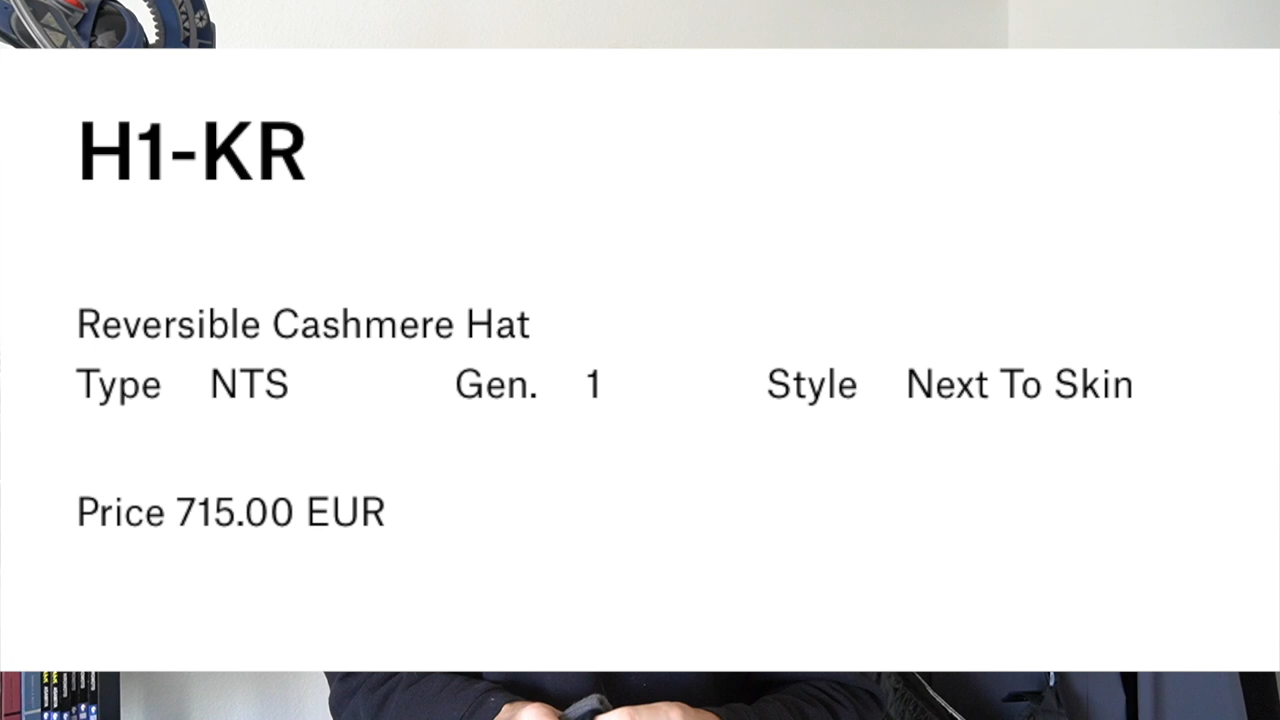 H1-KR
Reversible Cashmere Hat
Type NTS Gen. 1 Style Next To Skin
Price 715.00 EUR